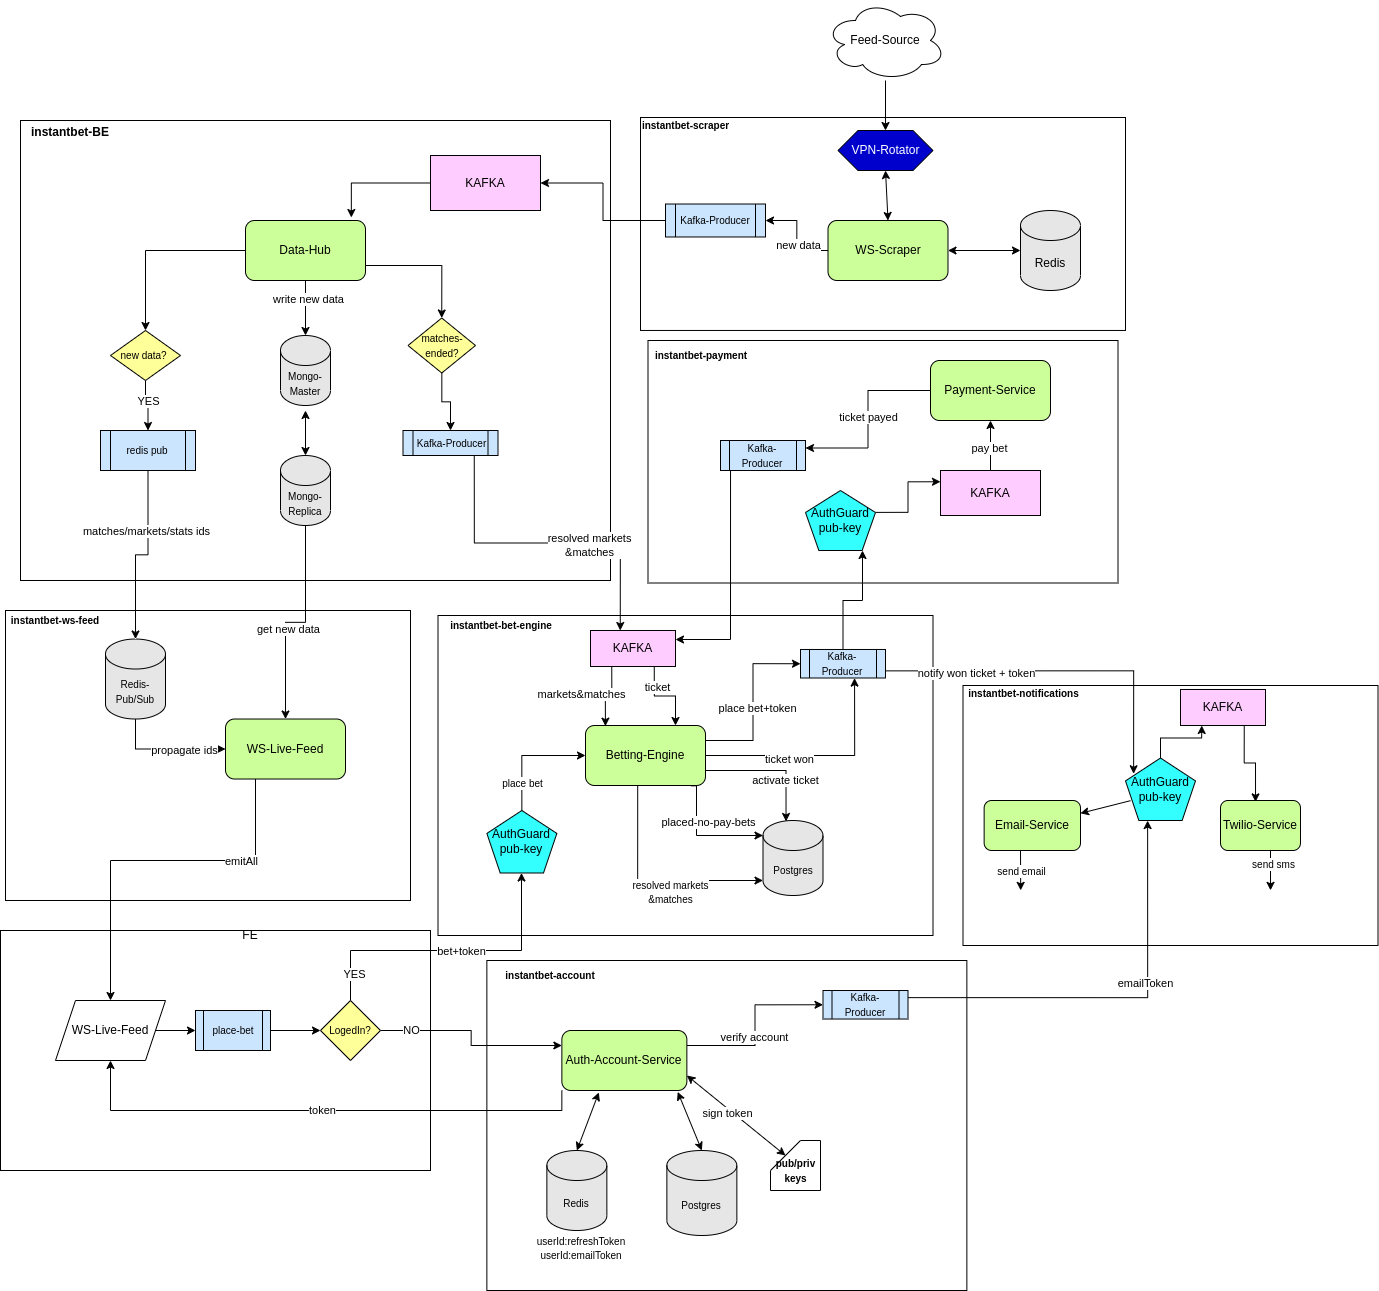 Feed-Source
instantbet-BE
KAFKA
Data-Hub
write new data
new data?
YES
redis pub
matches/markets/stats ids
Mongo-
Master
Mongo-
Replica
matches-
ended?
Kafka-Producer
resolved markets
&matches
instantbet-scraper
VPN-Rotator
Kafka-Producer
new data
WS-Scraper
Redis
instantbet-payment
Payment-Service
ticket payed
pay bet
Kafka-
Producer
KAFKA
AuthGuard
pub-key
instantbet-ws-feed
get new data
Redis-
Pub/Sub
propagate ids
WS-Live-Feed
emitAll
instantbet-bet-engine
KAFKA
markets&matches
ticket
Kafka-
Producer
place bet+token
Betting-Engine
ticket won
activate ticket
place bet
AuthGuard
pub-key
placed-no-pay-bets
Postgres
resolved markets
&matches
notify won ticket + token
instantbet-notifications
KAFKA
AuthGuard
pub-key
Email-Service
send email
Twilio-Service
send sms
FE
YES
bet+token
WS-Live-Feed
place-bet
LogedIn?
NO
token
instantbet-account
Kafka-
Producer
emailToken
verify account
Auth-Account-Service
sign token
pub/priv
keys
Redis
userId:refreshToken
userId:emailToken
Postgres